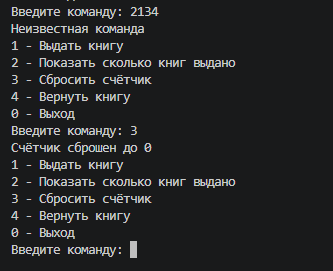 Введите команду: 2134
Неизвестная команда
1 - Выдать книгу
2 - Показать сколько книг выдано
3 - Сбросить счётчик
4 - Вернуть книгу
0 - Выход
Введите команду: 3
Счётчик сброшен до 0
1 - Выдать книгу
2 - Показать сколько книг выдано
3 - Сбросить счётчик
4 - Вернуть книгу
0 - Выход
Введите команду: